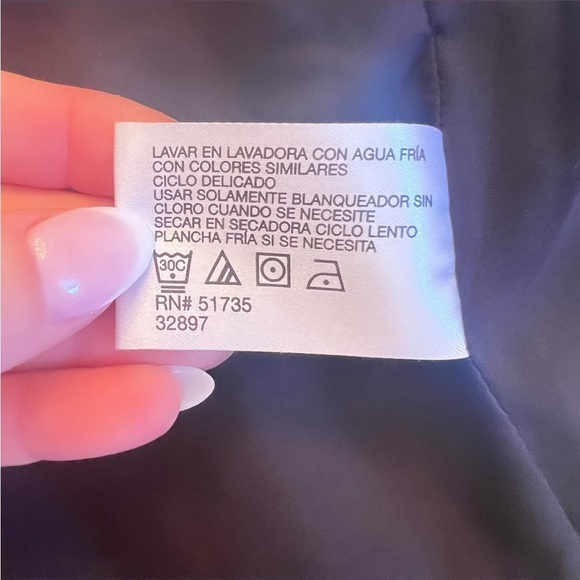 LAVAR EN LAVADORA CON AGUA FRÍA
CON COLORES SIMILARES
CICLO DELICADO
USAR SOLAMENTE BLANQUEADOR SIN
CLORO CUANDO SE NECESITE
SECAR EN SECADORA CICLO LENTO
PLANCHA FRÍA SI SE NECESITA
30C
RN# 51735
32897